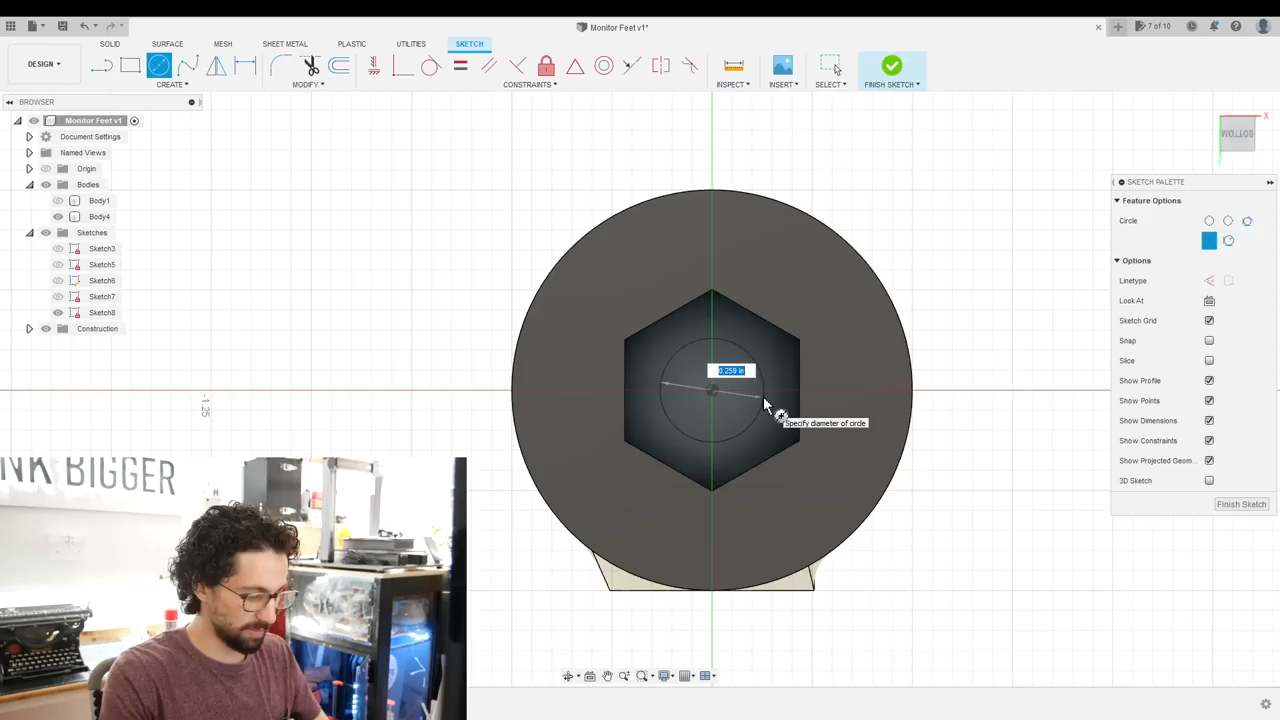 Monitor Feet v1*
7 of 10
DESIGN
SOLID
SURFACE
MESH
SHEET METAL
PLASTIC
UTILITIES
SKETCH
CREATE
MODIFY
CONSTRAINTS
INSPECT
INSERT
SELECT
FINISH SKETCH
BROWSER
Monitor Feet v1
Document Settings
Named Views
Origin
Bodies
Body1
Body4
Sketches
Sketch3
Sketch5
Sketch6
Sketch7
Sketch8
Construction
-1.25
0.259 in
Specify diameter of circle
BOTTOM
X
SKETCH PALETTE
Feature Options
Circle
Options
Linetype
Look At
Sketch Grid
Snap
Slice
Show Profile
Show Points
Show Dimensions
Show Constraints
Show Projected Geom...
3D Sketch
Finish Sketch
NK BIGGER